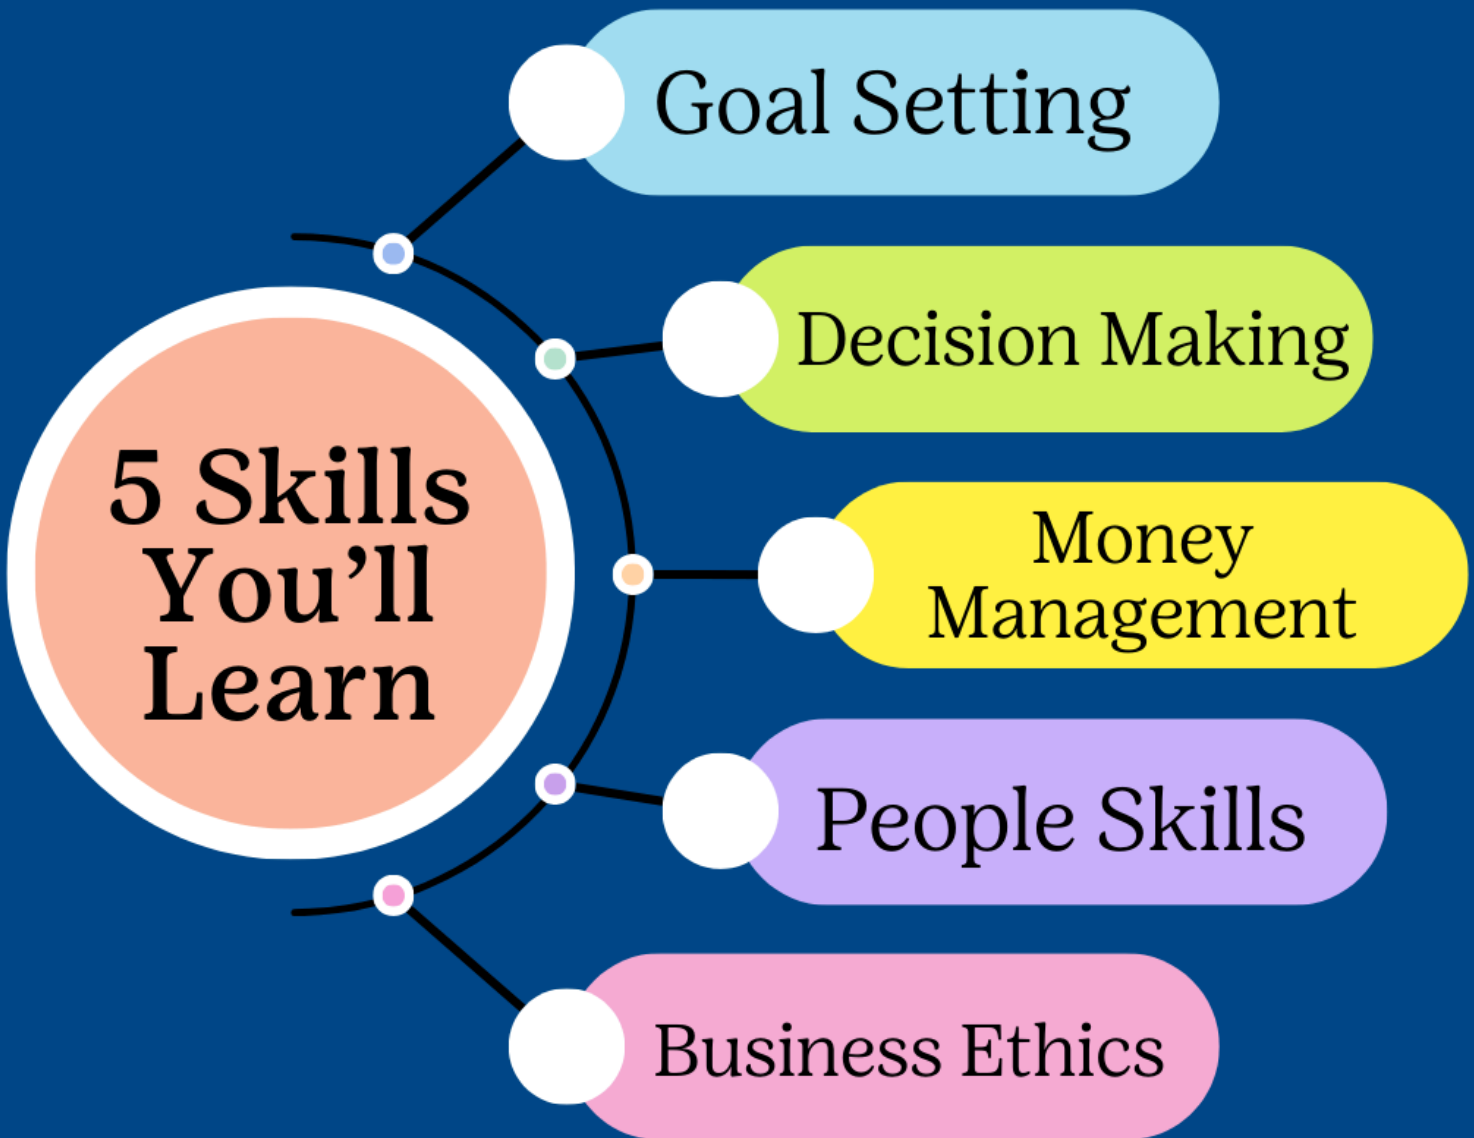 5 Skills
You’ll
Learn
Goal Setting
Decision Making
Money
Management
People Skills
Business Ethics